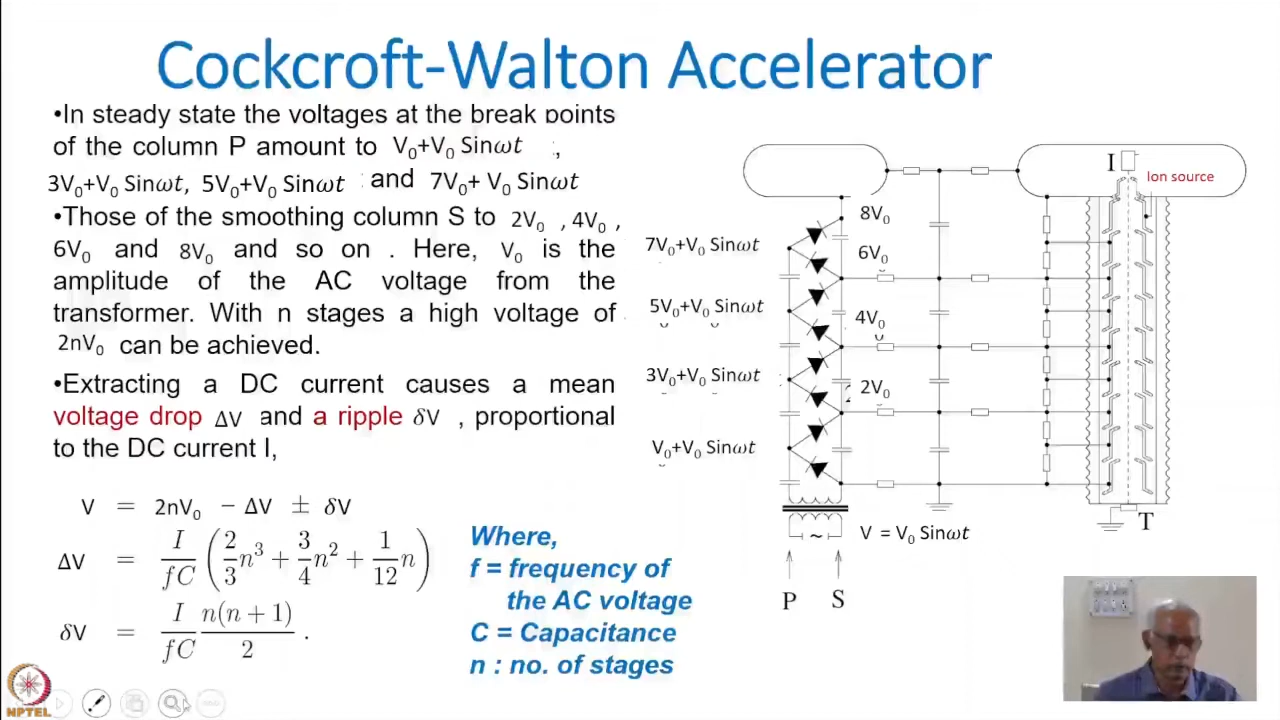 Cockcroft-Walton Accelerator
•In steady state the voltages at the break points
of the column P amount to V₀+V₀ Sinωt ,
3V₀+V₀ Sinωt, 5V₀+V₀ Sinωt and 7V₀+ V₀ Sinωt
•Those of the smoothing column S to 2V₀ , 4V₀ ,
6V₀ and 8V₀ and so on . Here, V₀ is the
amplitude of the AC voltage from the
transformer. With n stages a high voltage of
2nV₀ can be achieved.
•Extracting a DC current causes a mean
voltage drop ΔV and a ripple δV , proportional
to the DC current I,
V = 2nV₀ − ΔV ± δV
ΔV = I/fC (2/3 n³ + 3/4 n² + 1/12 n)
δV = I/fC n(n + 1)/2 .
Where,
f = frequency of
the AC voltage
C = Capacitance
n : no. of stages
I
Ion source
8V₀
7V₀+V₀ Sinωt
6V₀
5V₀+V₀ Sinωt
4V₀
3V₀+V₀ Sinωt
2V₀
V₀+V₀ Sinωt
V = V₀ Sinωt
~
T
P S
NPTEL